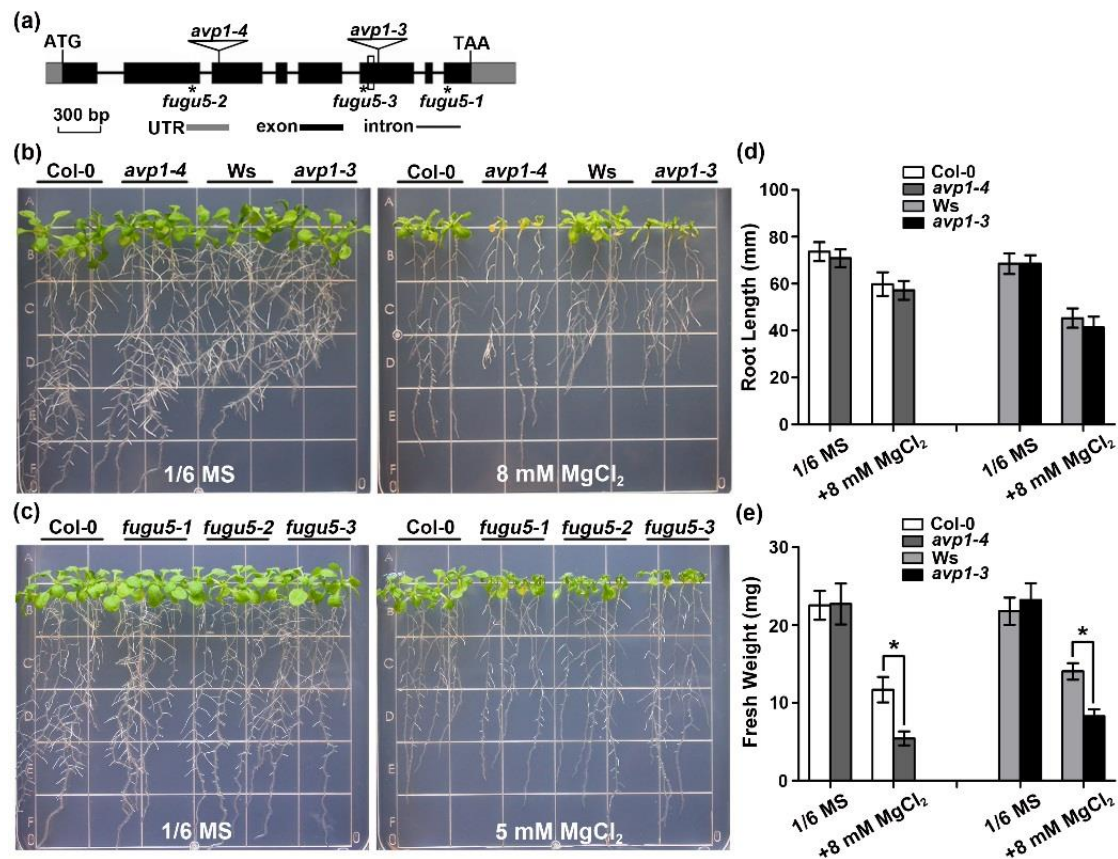 (a)
avp1-4 avp1-3
ATG TAA
* * *
fugu5-2 fugu5-3 fugu5-1
300 bp
UTR exon intron
(b)
Col-0 avp1-4 Ws avp1-3
Col-0 avp1-4 Ws avp1-3
A
B
C
D
E
F
0
1/6 MS
A
B
C
D
E
F
0
8 mM MgCl₂
(c)
Col-0 fugu5-1 fugu5-2 fugu5-3
Col-0 fugu5-1 fugu5-2 fugu5-3
A
B
C
D
E
F
0
1/6 MS
A
B
C
D
E
F
0
5 mM MgCl₂
(d)
Col-0
avp1-4
Ws
avp1-3
Root Length (mm)
100
80
60
40
20
0
1/6 MS
+8 mM MgCl₂
1/6 MS
+8 mM MgCl₂
(e)
Col-0
avp1-4
Ws
avp1-3
Fresh Weight (mg)
30
20
10
0
* *
1/6 MS
+8 mM MgCl₂
1/6 MS
+8 mM MgCl₂